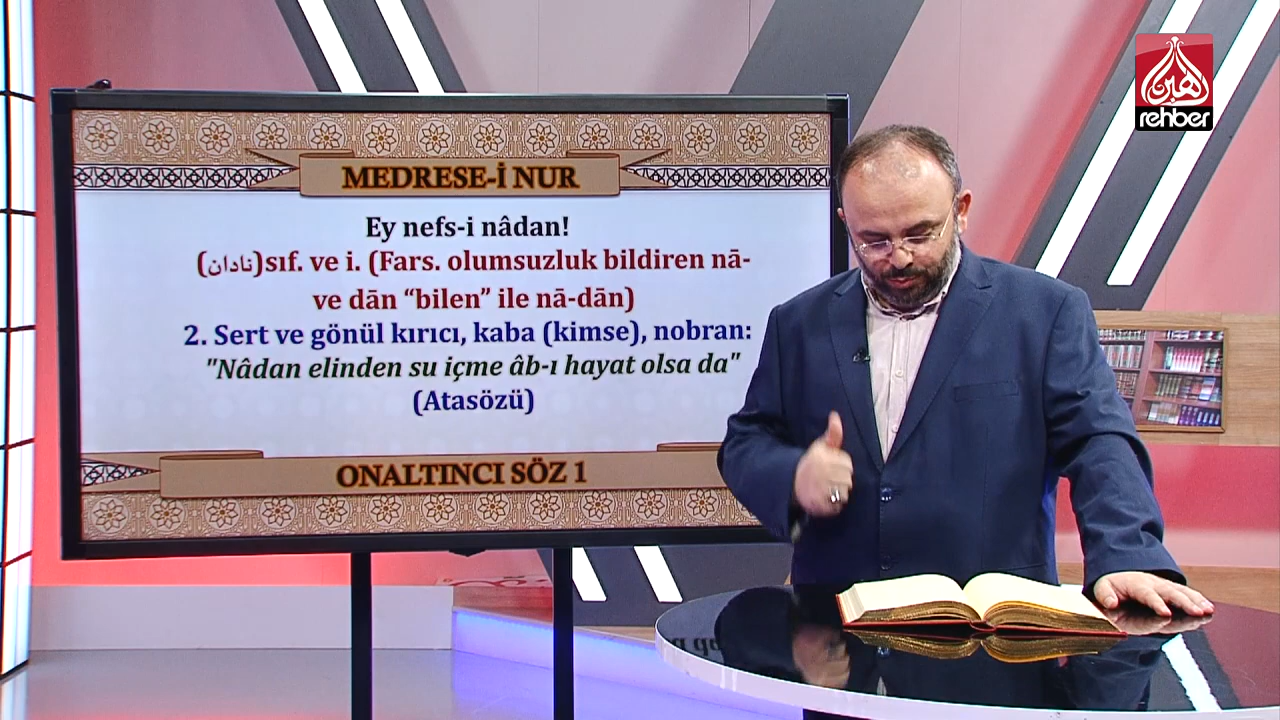 رهبر
rehber
MEDRESE-İ NUR
Ey nefs-i nâdan!
(نادان)sıf. ve i. (Fars. olumsuzluk bildiren nā-
ve dān “bilen” ile nā-dān)
2. Sert ve gönül kırıcı, kaba (kimse), nobran:
"Nâdan elinden su içme âb-ı hayat olsa da"
(Atasözü)
ONALTINCI SÖZ 1